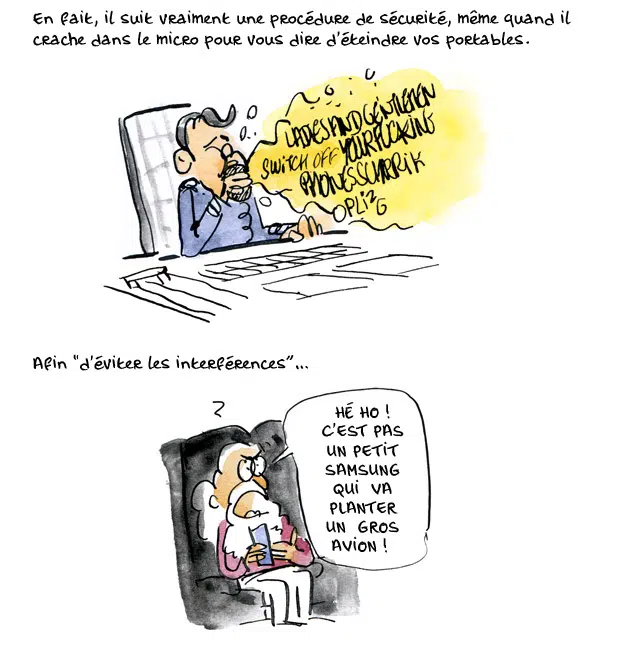 En fait, il suit vraiment une procédure de sécurité, même quand il
crache dans le micro pour vous dire d'éteindre vos portables.
LADIES AND GENTLEMEN
SWITCH OFF YOUR FUCKING
PHONES SCHRRIK
OPLIZG
Afin "d'éviter les interférences"...
?
HÉ HO !
C'EST PAS
UN PETIT
SAMSUNG
QUI VA
PLANTER
UN GROS
AVION !